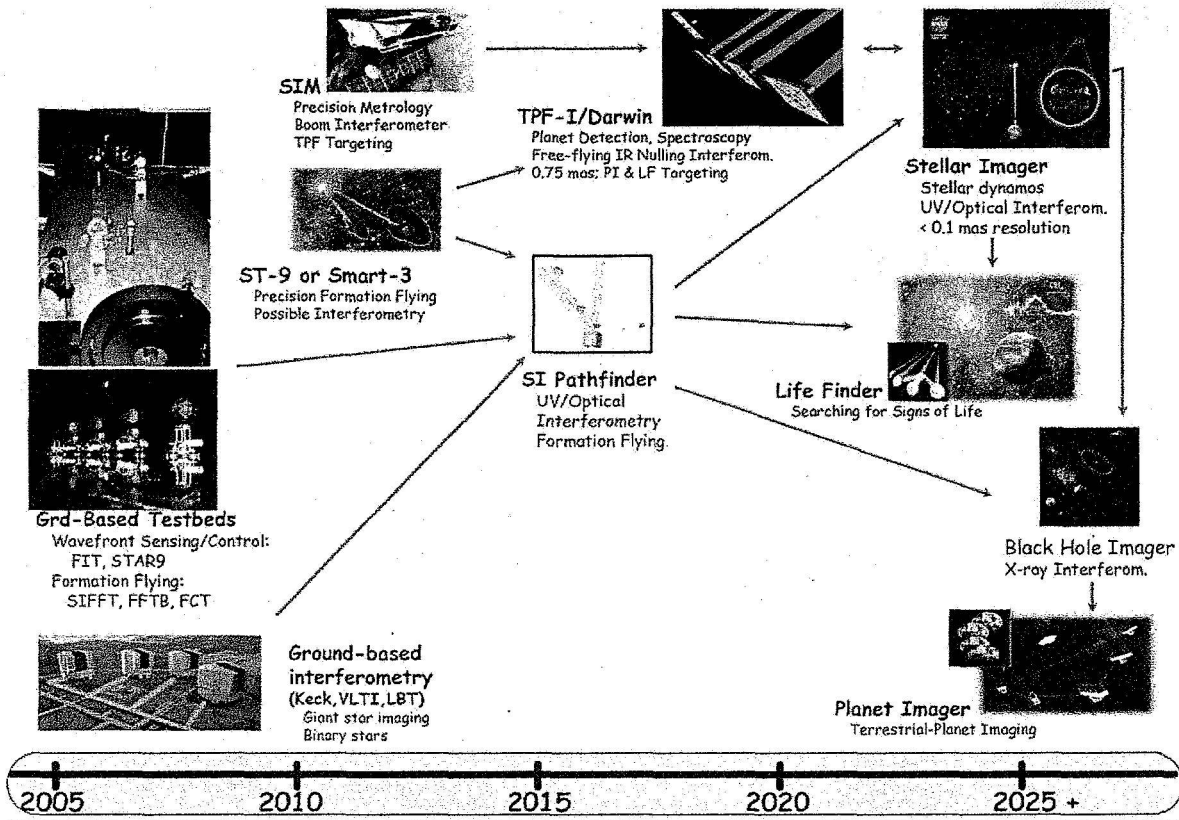 SIM
Precision Metrology
Boom Interferometer
TPF Targeting
TPF-I/Darwin
Planet Detection, Spectroscopy
Free-flying IR Nulling Interferom.
0.75 mas; PI & LF Targeting
Stellar Imager
Stellar dynamos
UV/Optical Interferom.
< 0.1 mas resolution
ST-9 or Smart-3
Precision Formation Flying
Possible Interferometry
SI Pathfinder
UV/Optical
Interferometry
Formation Flying.
Life Finder
Searching for Signs of Life
Grd-Based Testbeds
Wavefront Sensing/Control:
FIT, STAR9
Formation Flying:
SIFFT, FFTB, FCT
Black Hole Imager
X-ray Interferom.
Ground-based
interferometry
(Keck,VLTI,LBT)
Giant star imaging
Binary stars
Planet Imager
Terrestrial-Planet Imaging
2005 2010 2015 2020 2025 +